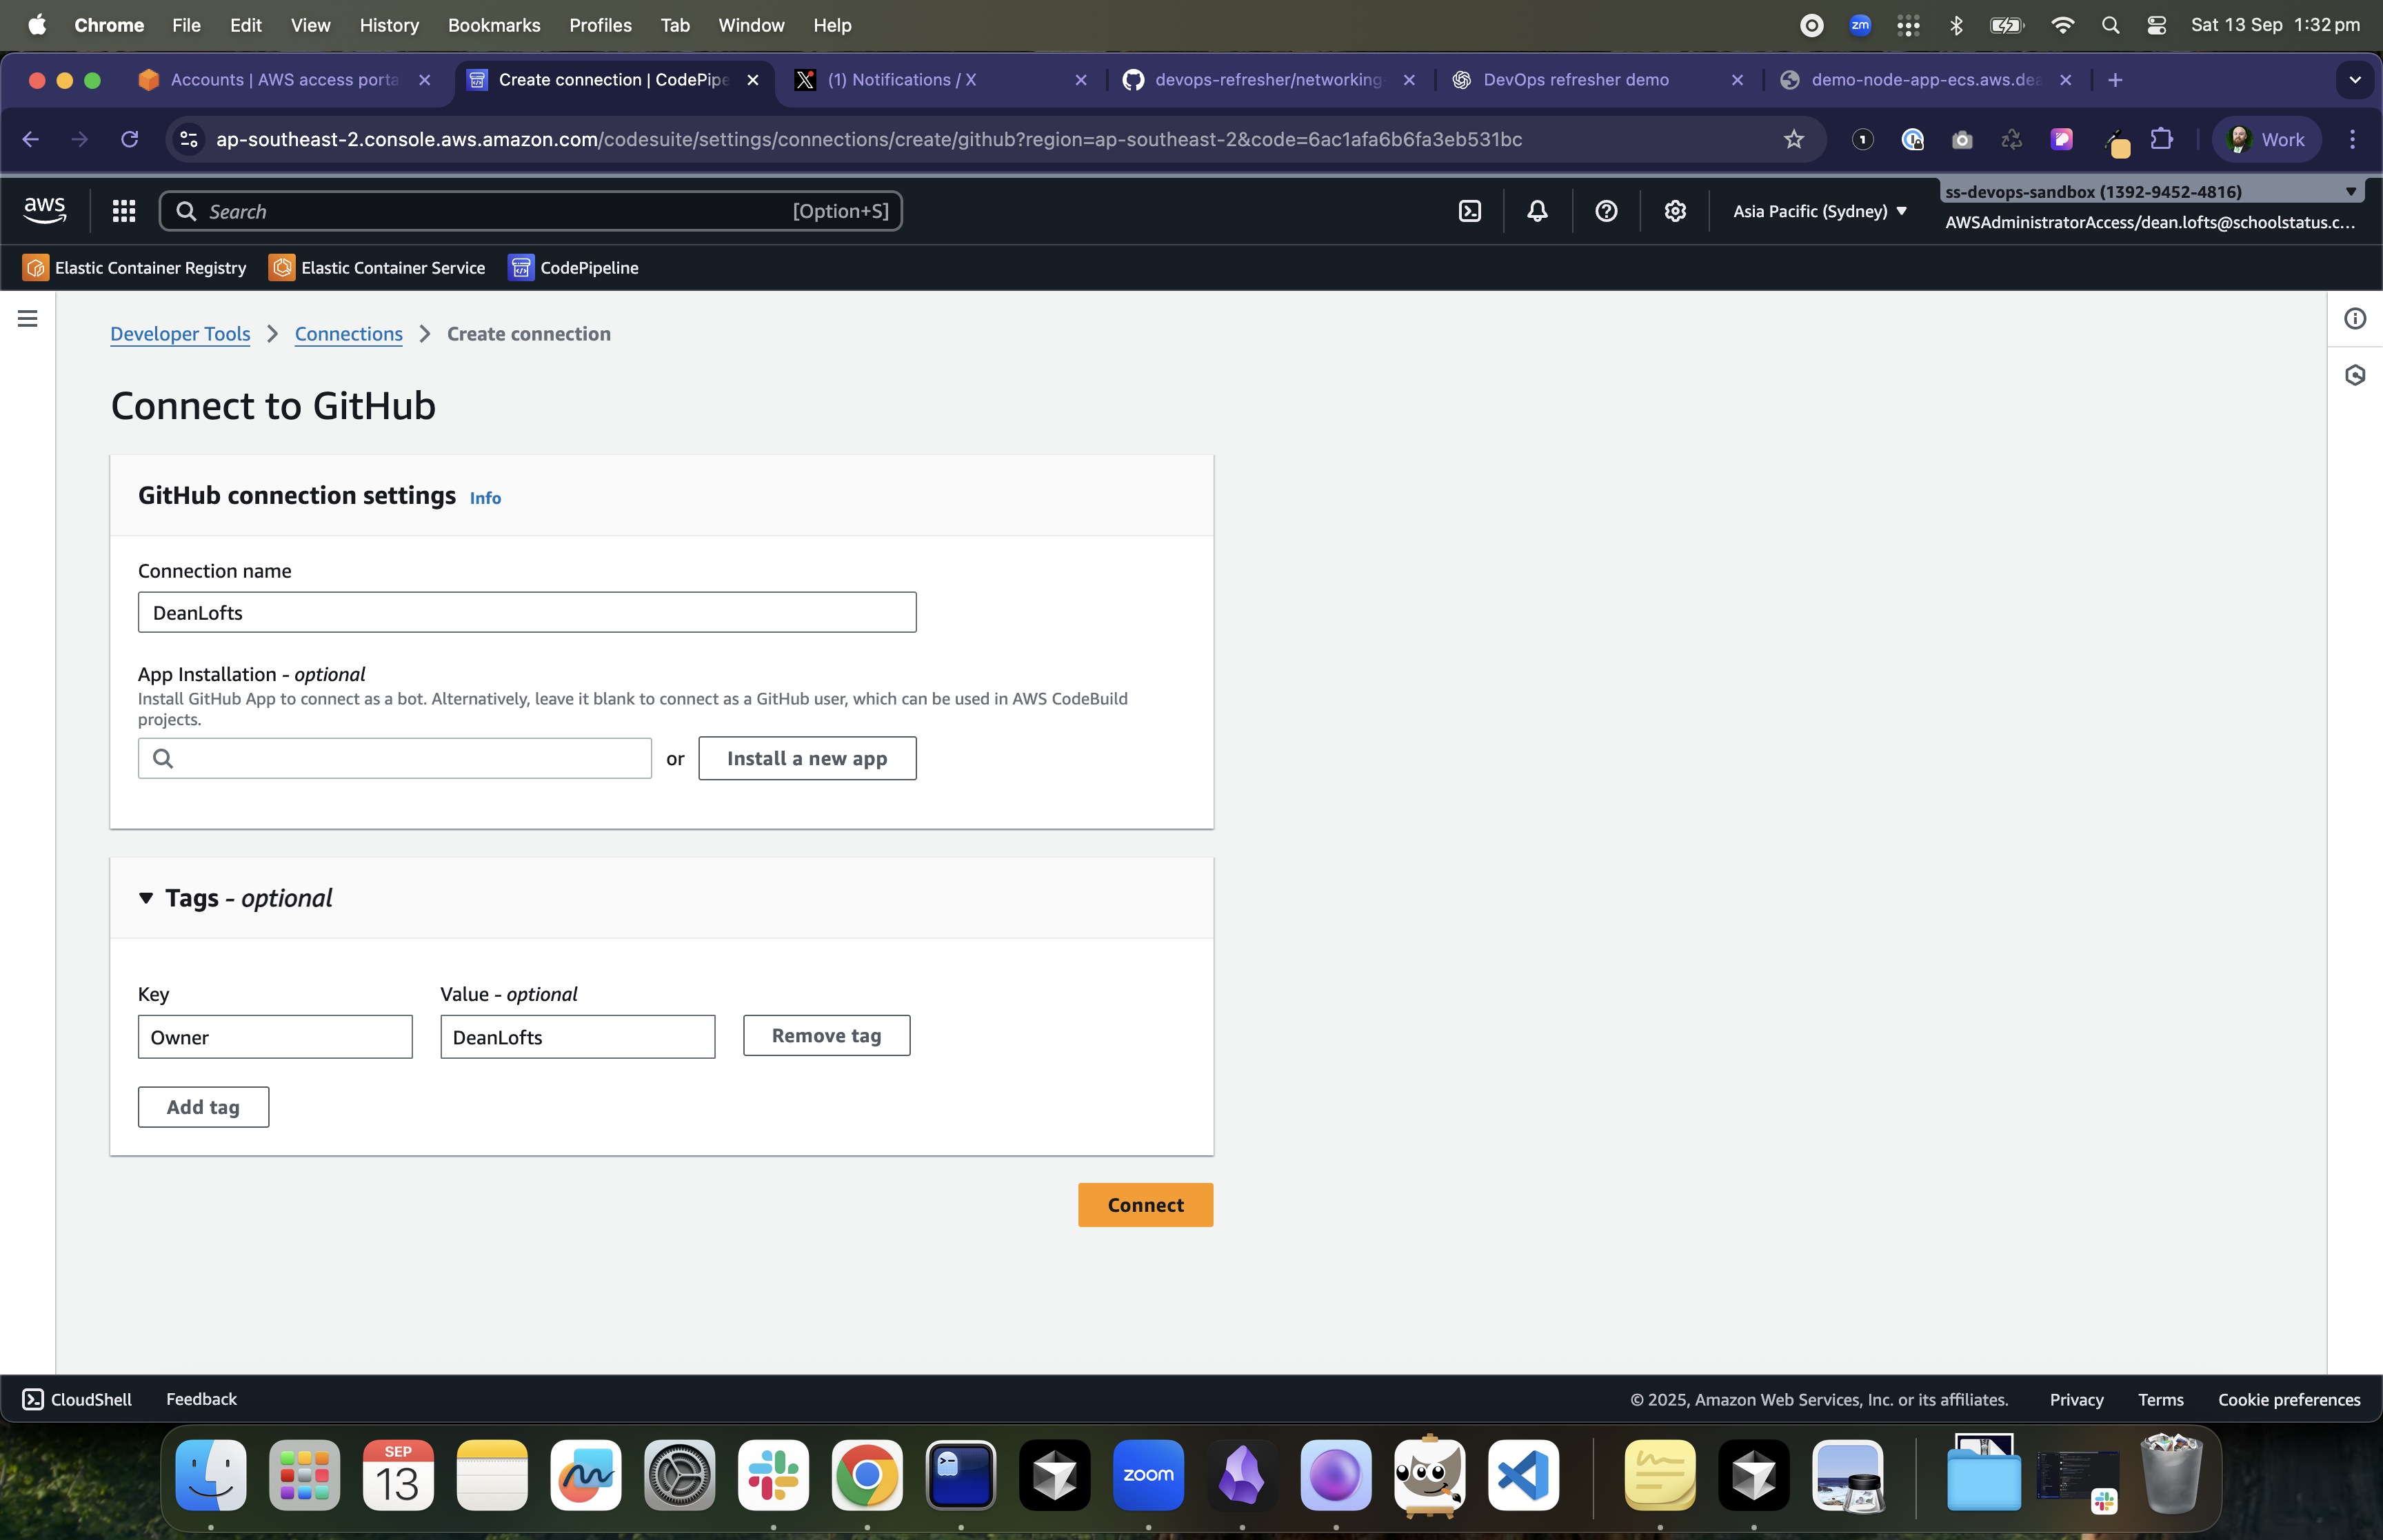 Chrome File Edit View History Bookmarks Profiles Tab Window Help
zm
Sat 13 Sep 1:32 pm
Accounts | AWS access porta
Create connection | CodePipe
(1) Notifications / X
devops-refresher/networking-
DevOps refresher demo
demo-node-app-ecs.aws.dea
ap-southeast-2.console.aws.amazon.com/codesuite/settings/connections/create/github?region=ap-southeast-2&code=6ac1afa6b6fa3eb531bc
1
Work
aws
Search
[Option+S]
Asia Pacific (Sydney)
ss-devops-sandbox (1392-9452-4816)
AWSAdministratorAccess/dean.lofts@schoolstatus.c...
Elastic Container Registry
Elastic Container Service
CodePipeline
Developer Tools
Connections
Create connection
Connect to GitHub
GitHub connection settings Info
Connection name
DeanLofts
App Installation - optional
Install GitHub App to connect as a bot. Alternatively, leave it blank to connect as a GitHub user, which can be used in AWS CodeBuild
projects.
or
Install a new app
Tags - optional
Key
Value - optional
Owner
DeanLofts
Remove tag
Add tag
Connect
CloudShell
Feedback
© 2025, Amazon Web Services, Inc. or its affiliates.
Privacy
Terms
Cookie preferences
SEP
13
zoom